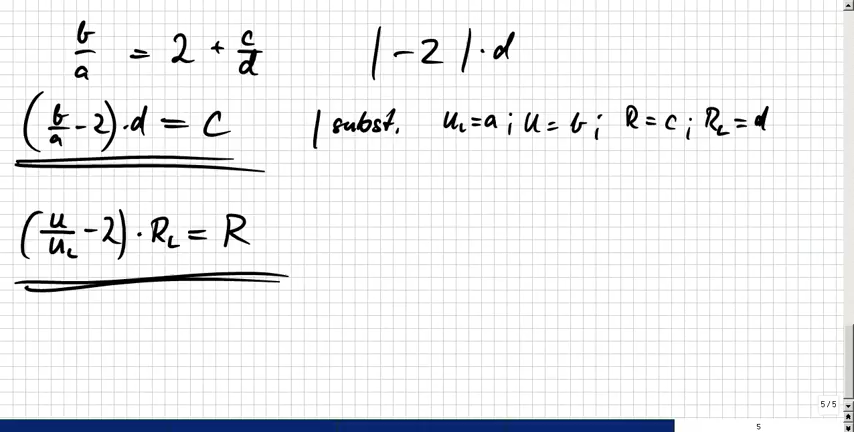 b/a = 2 + c/d | -2 | · d
(b/a - 2) · d = C | subst. u_L = a ; u = b ; R = c ; R_L = d
(u/u_L - 2) · R_L = R
5/5
5